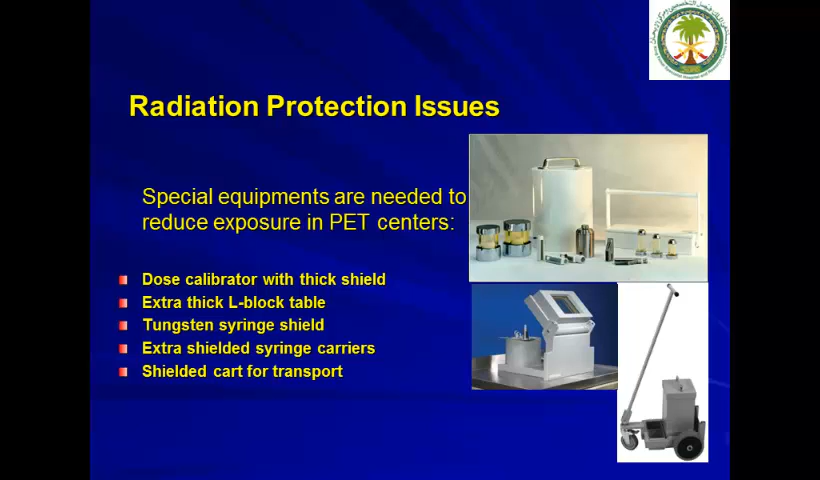 Radiation Protection Issues
Special equipments are needed to
reduce exposure in PET centers:
Dose calibrator with thick shield
Extra thick L-block table
Tungsten syringe shield
Extra shielded syringe carriers
Shielded cart for transport